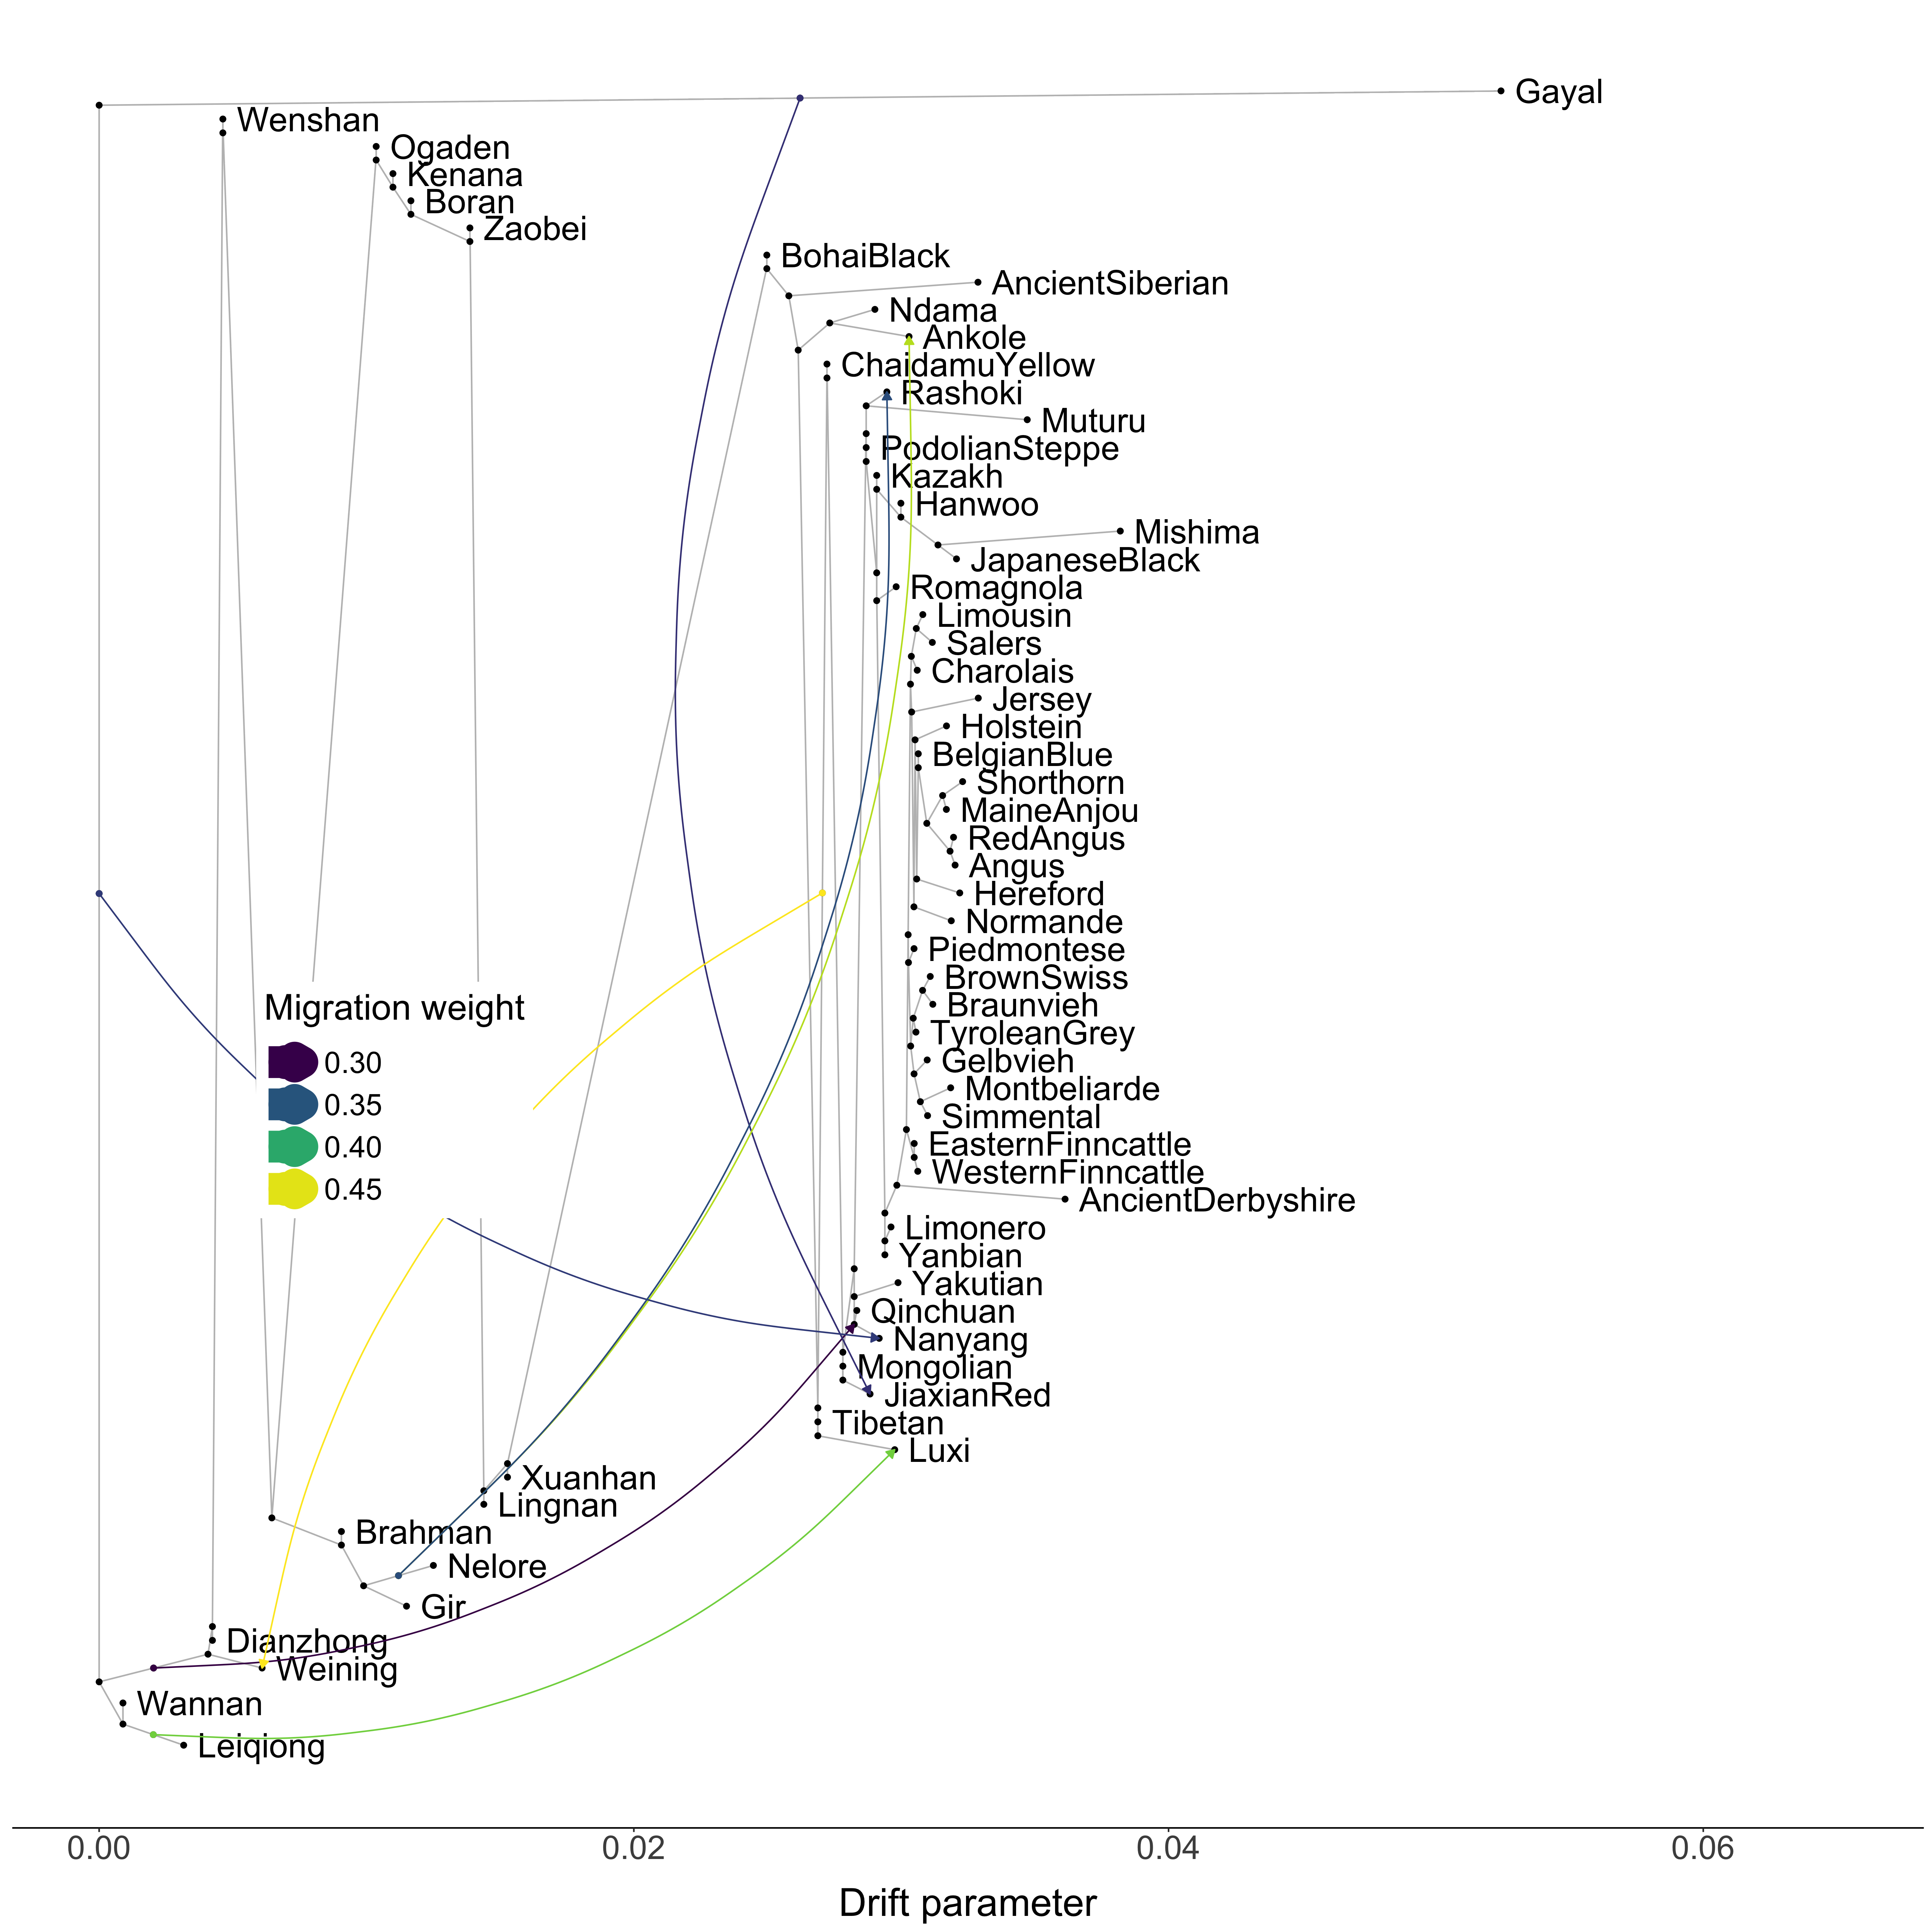 Gayal
Wenshan
Ogaden
Kenana
Boran
Zaobei
BohaiBlack
AncientSiberian
Ndama
Ankole
ChaidamuYellow
Rashoki
Muturu
PodolianSteppe
Kazakh
Hanwoo
Mishima
JapaneseBlack
Romagnola
Limousin
Salers
Charolais
Jersey
Holstein
BelgianBlue
Shorthorn
MaineAnjou
RedAngus
Angus
Hereford
Normande
Piedmontese
BrownSwiss
Braunvieh
TyroleanGrey
Gelbvieh
Montbeliarde
Simmental
EasternFinncattle
WesternFinncattle
AncientDerbyshire
Limonero
Yanbian
Yakutian
Qinchuan
Nanyang
Mongolian
JiaxianRed
Tibetan
Luxi
Xuanhan
Lingnan
Brahman
Nelore
Gir
Dianzhong
Weining
Wannan
Leiqiong
Migration weight
0.30
0.35
0.40
0.45
0.00 0.02 0.04 0.06
Drift parameter